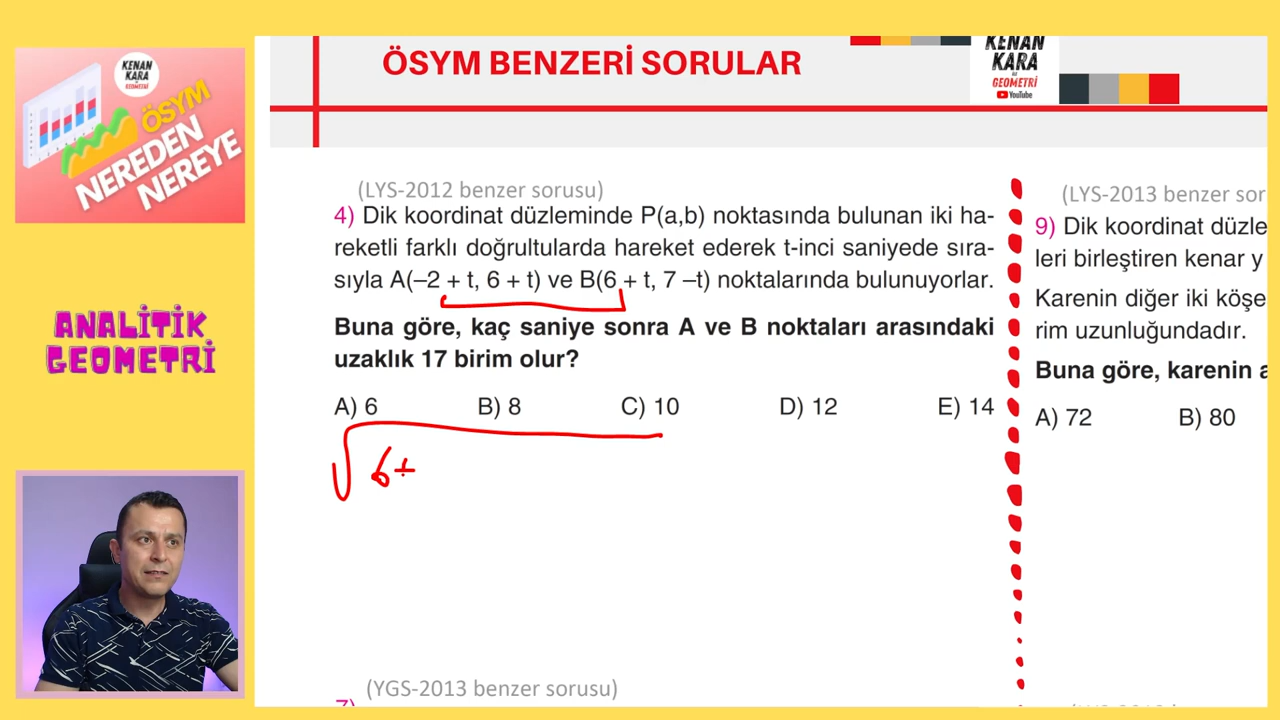 KENAN
KARA
ile
GEOMETRİ
ÖSYM
NEREDEN
NEREYE
ANALİTİK
GEOMETRİ
ÖSYM BENZERİ SORULAR
KENAN
KARA
ile
GEOMETRİ
YouTube
(LYS-2012 benzer sorusu)
4) Dik koordinat düzleminde P(a,b) noktasında bulunan iki ha-
reketli farklı doğrultularda hareket ederek t-inci saniyede sıra-
sıyla A(–2 + t, 6 + t) ve B(6 + t, 7 –t) noktalarında bulunuyorlar.
Buna göre, kaç saniye sonra A ve B noktaları arasındaki
uzaklık 17 birim olur?
A) 6 B) 8 C) 10 D) 12 E) 14
√ 6+
(YGS-2013 benzer sorusu)
7)
(LYS-2013 benzer sor
9) Dik koordinat düzle
leri birleştiren kenar y
Karenin diğer iki köşe
rim uzunluğundadır.
Buna göre, karenin a
A) 72 B) 80